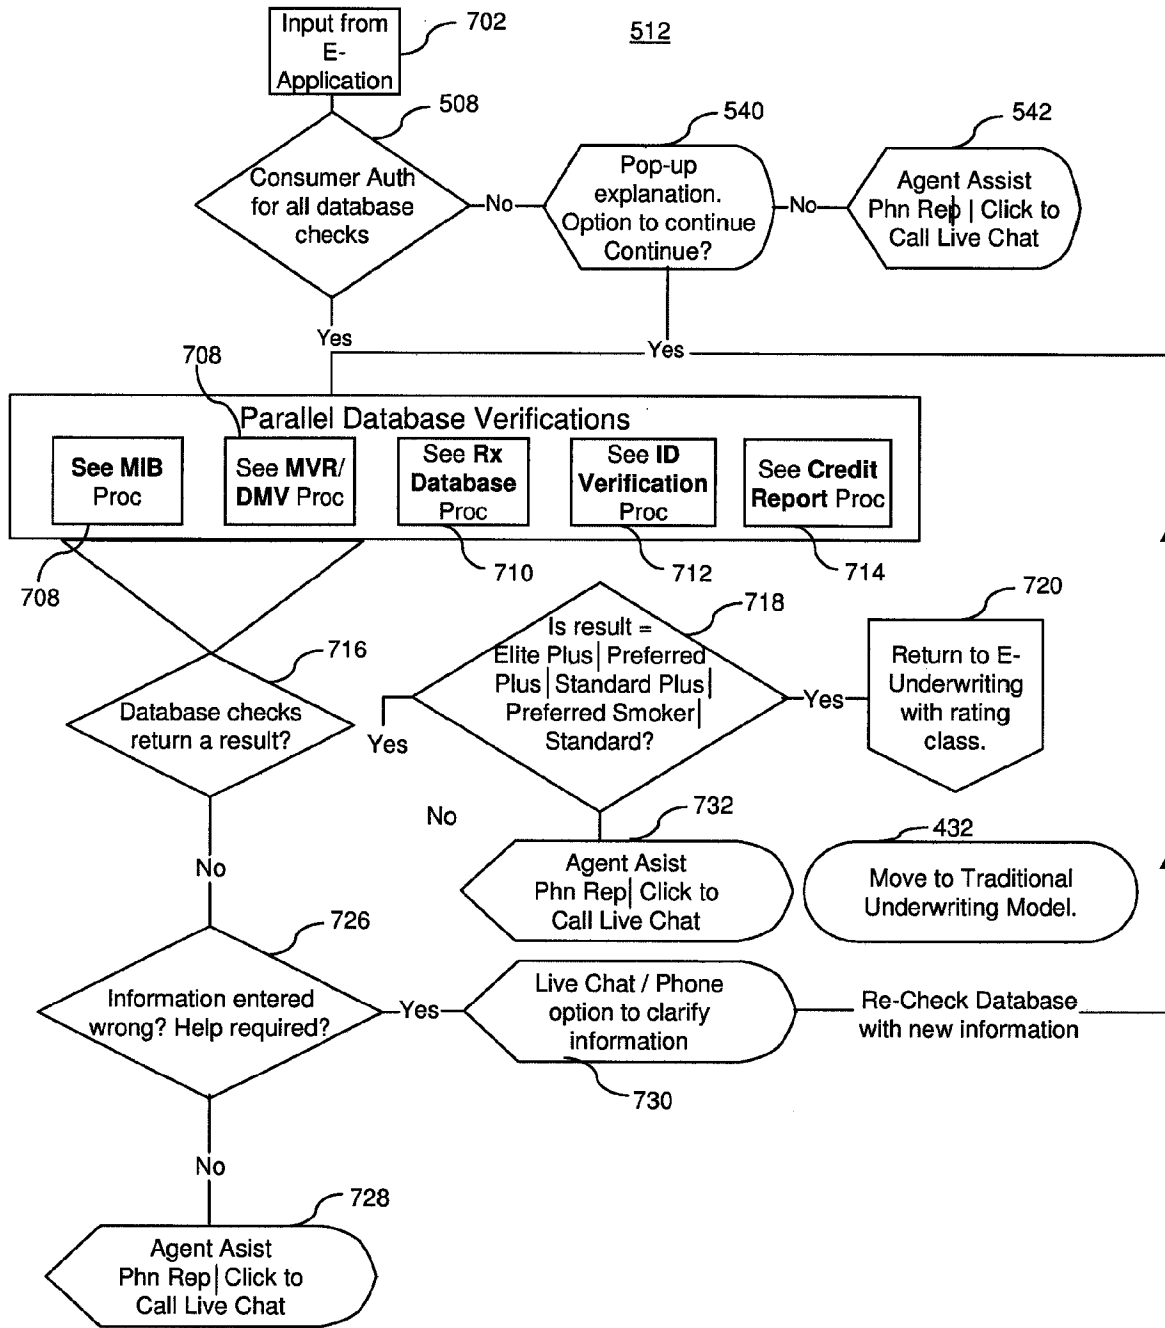 Input from
E-
Application
702
512
508
Consumer Auth
for all database
checks
No
540
Pop-up
explanation.
Option to continue
Continue?
No
542
Agent Assist
Phn Rep | Click to
Call Live Chat
Yes
Yes
708
Parallel Database Verifications
See MIB
Proc
See MVR/
DMV Proc
See Rx
Database
Proc
See ID
Verification
Proc
See Credit
Report Proc
708
710
712
714
716
Database checks
return a result?
Yes
718
Is result =
Elite Plus| Preferred
Plus| Standard Plus|
Preferred Smoker|
Standard?
Yes
720
Return to E-
Underwriting
with rating
class.
No
No
732
Agent Asist
Phn Rep| Click to
Call Live Chat
432
Move to Traditional
Underwriting Model.
726
Information entered
wrong? Help required?
Yes
Live Chat / Phone
option to clarify
information
730
Re-Check Database
with new information
No
728
Agent Asist
Phn Rep| Click to
Call Live Chat